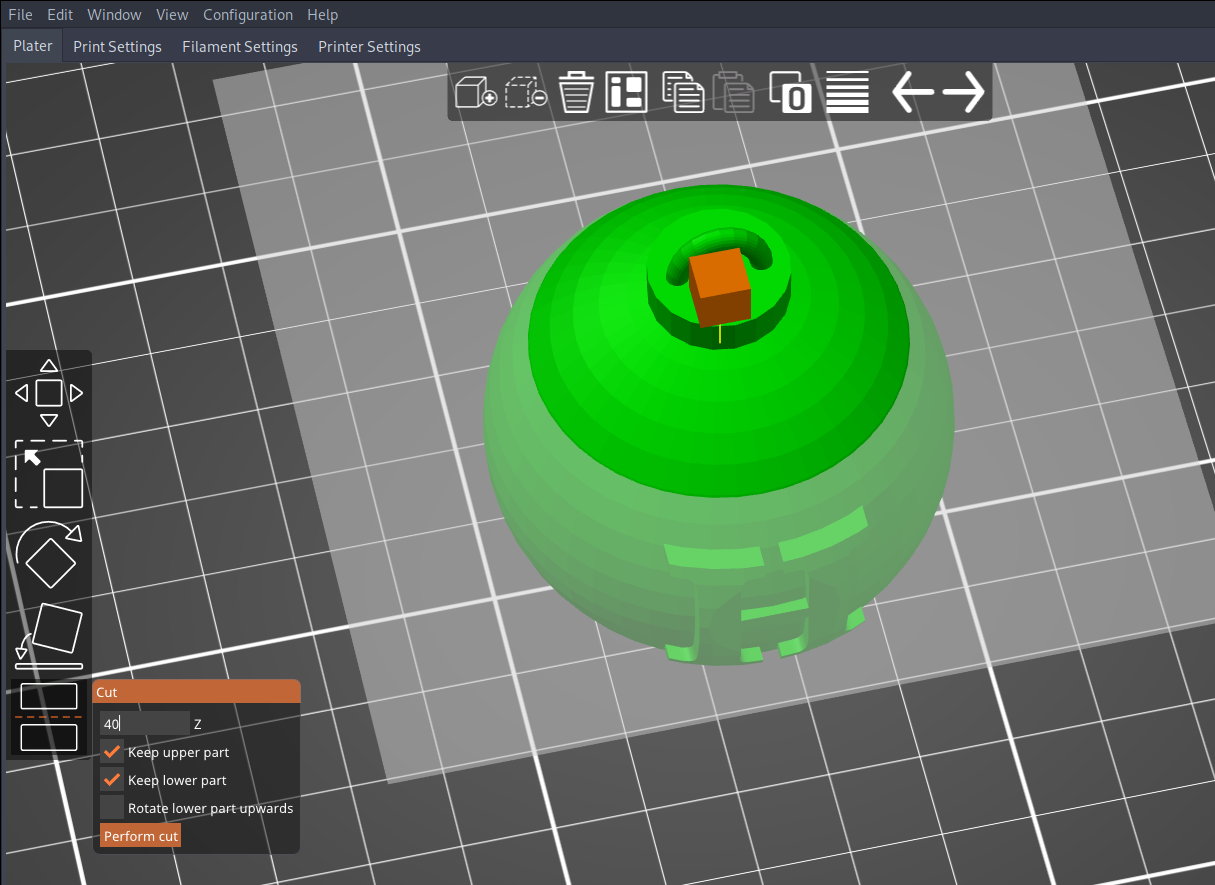 File Edit Window View Configuration Help
Plater Print Settings Filament Settings Printer Settings
0
Cut
40 Z
Keep upper part
Keep lower part
Rotate lower part upwards
Perform cut